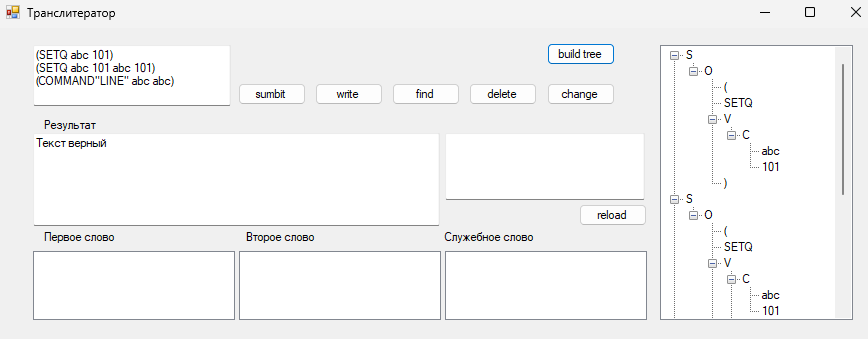 Транслитератор
(SETQ abc 101)
(SETQ abc 101 abc 101)
(COMMAND"LINE" abc abc)
build tree
sumbit
write
find
delete
change
Результат
Текст верный
reload
Первое слово
Второе слово
Служебное слово
S
O
(
SETQ
V
C
abc
101
)
S
O
(
SETQ
V
C
abc
101